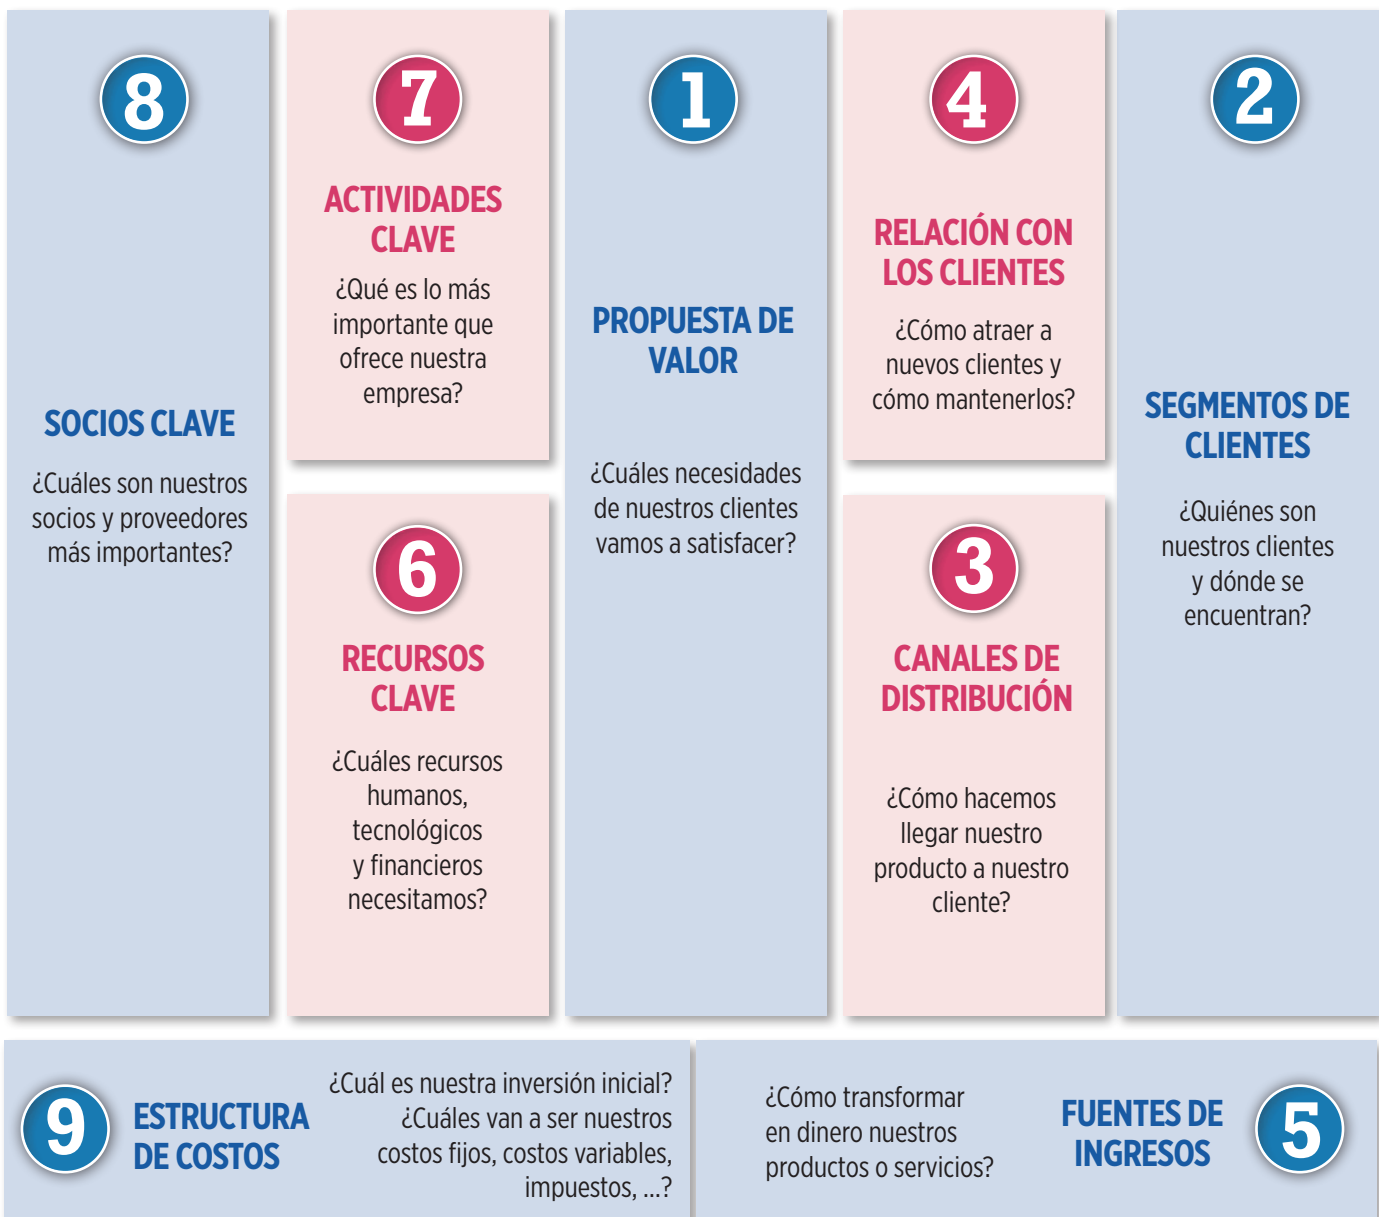 8
SOCIOS CLAVE
¿Cuáles son nuestros
socios y proveedores
más importantes?
7
ACTIVIDADES
CLAVE
¿Qué es lo más
importante que
ofrece nuestra
empresa?
6
RECURSOS
CLAVE
¿Cuáles recursos
humanos,
tecnológicos
y financieros
necesitamos?
1
PROPUESTA DE
VALOR
¿Cuáles necesidades
de nuestros clientes
vamos a satisfacer?
4
RELACIÓN CON
LOS CLIENTES
¿Cómo atraer a
nuevos clientes y
cómo mantenerlos?
3
CANALES DE
DISTRIBUCIÓN
¿Cómo hacemos
llegar nuestro
producto a nuestro
cliente?
2
SEGMENTOS DE
CLIENTES
¿Quiénes son
nuestros clientes
y dónde se
encuentran?
9
ESTRUCTURA
DE COSTOS
¿Cuál es nuestra inversión inicial?
¿Cuáles van a ser nuestros
costos fijos, costos variables,
impuestos, ...?
¿Cómo transformar
en dinero nuestros
productos o servicios?
FUENTES DE
INGRESOS
5